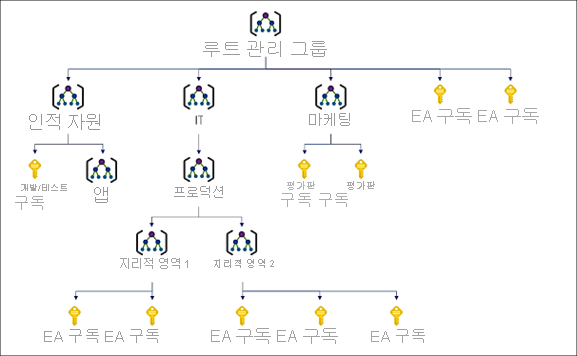 루트 관리 그룹
인적 자원
IT
마케팅
EA 구독 EA 구독
개발/테스트
구독
앱
프로덕션
평가판 평가판
구독 구독
지리적 영역 1
지리적 영역 2
EA 구독 EA 구독
EA 구독 EA 구독
EA 구독